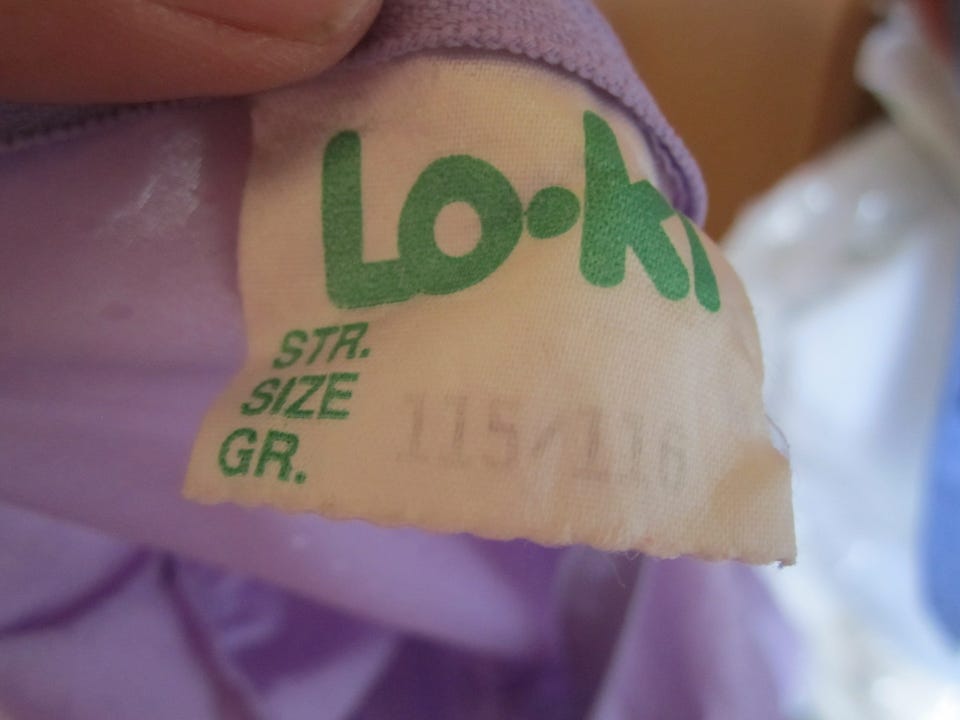 Lo·ki
STR.
SIZE
GR.
115/116